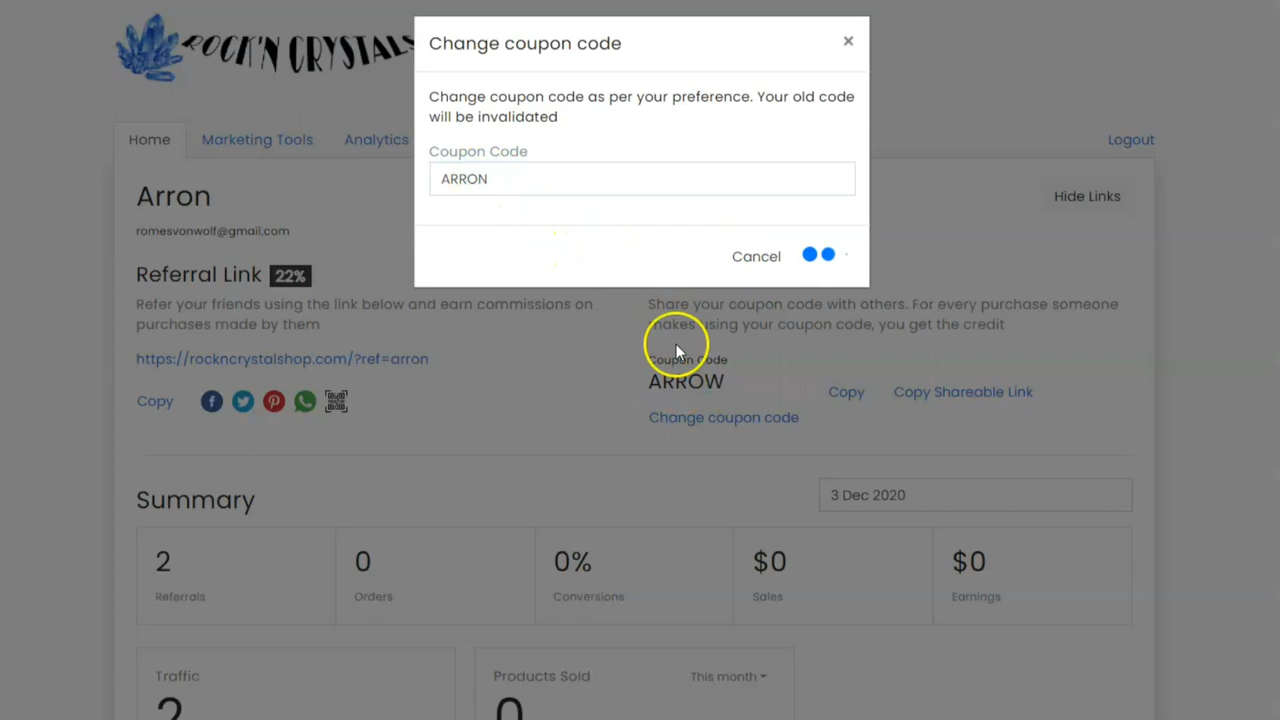 ROCK'N CRYSTALS
Change coupon code
×
Change coupon code as per your preference. Your old code
will be invalidated
Coupon Code
ARRON
Cancel
Home
Marketing Tools
Analytics
Logout
Arron
Hide Links
romesvonwolf@gmail.com
Referral Link 22%
Refer your friends using the link below and earn commissions on
purchases made by them
https://rockncrystalshop.com/?ref=arron
Copy
Share your coupon code with others. For every purchase someone
makes using your coupon code, you get the credit
Coupon Code
ARROW
Copy
Copy Shareable Link
Change coupon code
Summary
3 Dec 2020
2
Referrals
0
Orders
0%
Conversions
$0
Sales
$0
Earnings
Traffic
2
Products Sold
This month
0